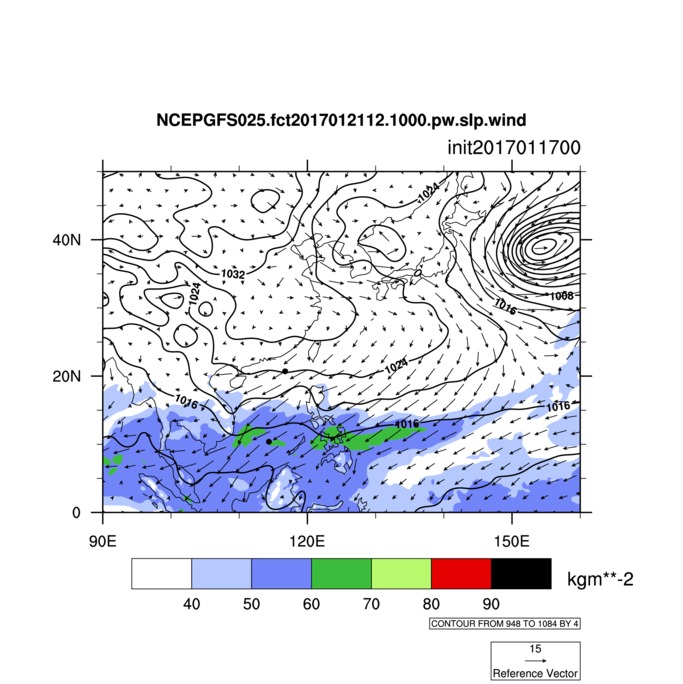 NCEPGFS025.fct2017012112.1000.pw.slp.wind
init2017011700
1024
40N
1032
1024
1008
1016
1024
20N
1016
1016
1016
0
90E 120E 150E
kgm**-2
40 50 60 70 80 90
CONTOUR FROM 948 TO 1084 BY 4
15
Reference Vector